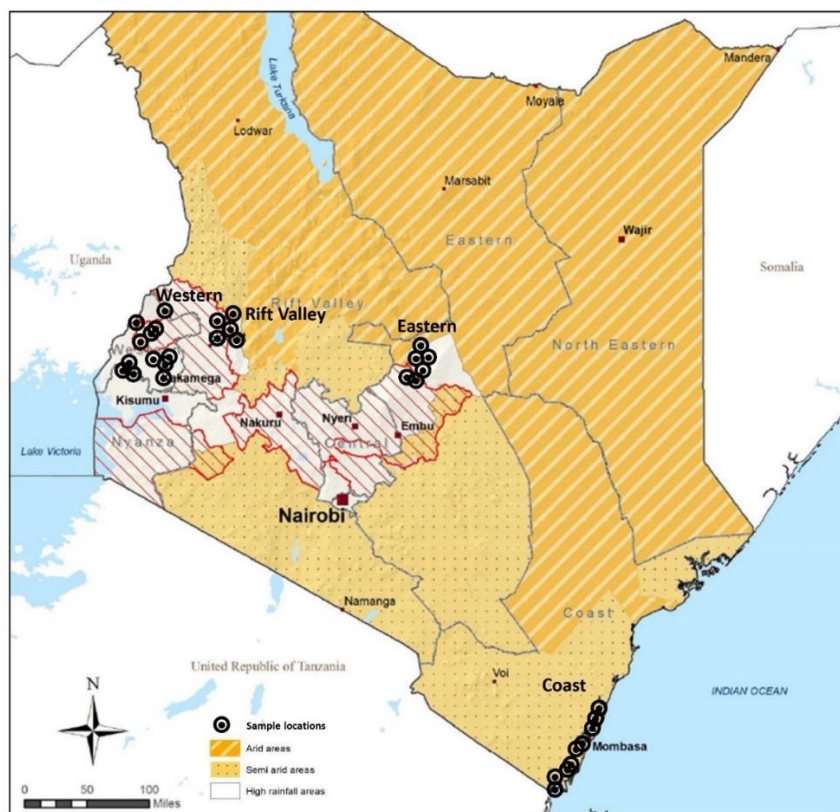 Mandera
Moyale
Lake Turkana
Lodwar
Marsabit
Eastern
Wajir
Uganda
Somalia
Western
Rift Valley
Rift Valley
Eastern
North Eastern
Kakamega
Kisumu
Nakuru
Nyeri
Embu
Central
Nyanza
Lake Victoria
Nairobi
Namanga
Coast
United Republic of Tanzania
Voi
Coast
INDIAN OCEAN
Mombasa
N
Sample locations
Arid areas
Semi arid areas
High rainfall areas
0 50 100
Miles